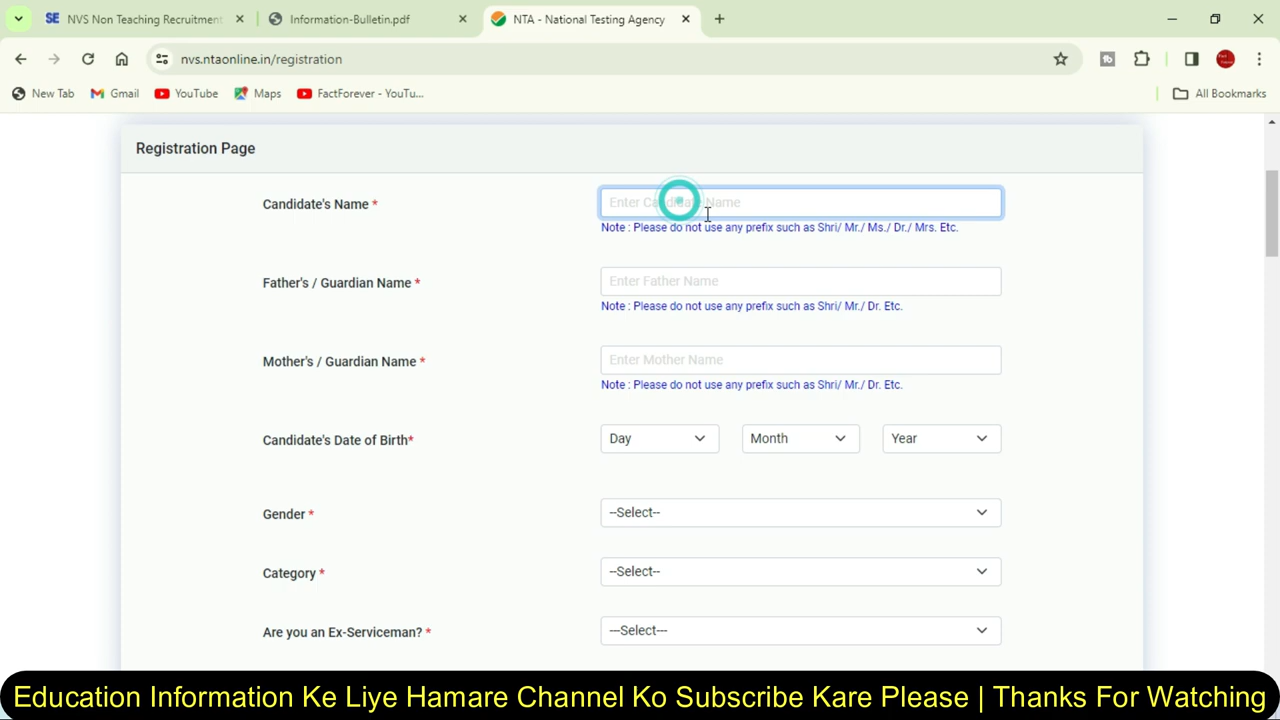 NVS Non Teaching Recruitment
Information-Bulletin.pdf
NTA - National Testing Agency
nvs.ntaonline.in/registration
New Tab
Gmail
YouTube
Maps
FactForever - YouTu...
All Bookmarks
Registration Page
Candidate's Name *
Enter Candidate Name
Note : Please do not use any prefix such as Shri/ Mr./ Ms./ Dr./ Mrs. Etc.
Father's / Guardian Name *
Enter Father Name
Note : Please do not use any prefix such as Shri/ Mr./ Dr. Etc.
Mother's / Guardian Name *
Enter Mother Name
Note : Please do not use any prefix such as Shri/ Mr./ Dr. Etc.
Candidate's Date of Birth*
Day
Month
Year
Gender *
--Select--
Category *
--Select--
Are you an Ex-Serviceman? *
---Select---
Education Information Ke Liye Hamare Channel Ko Subscribe Kare Please | Thanks For Watching